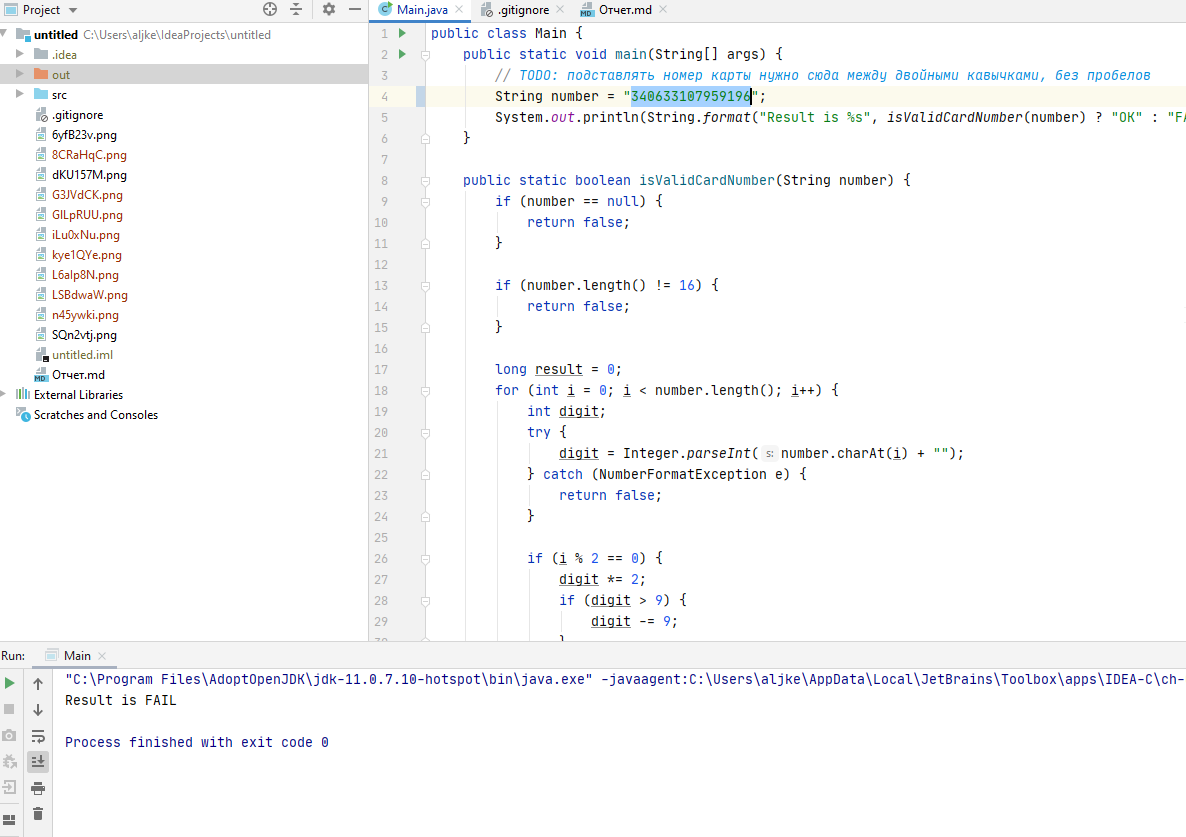 Project
Main.java
.gitignore
Отчет.md
untitled C:\Users\aljke\IdeaProjects\untitled
.idea
out
src
.gitignore
6yfB23v.png
8CRaHqC.png
dKU157M.png
G3JVdCK.png
GlLpRUU.png
iLu0xNu.png
kye1QYe.png
L6alp8N.png
LSBdwaW.png
n45ywki.png
SQn2vtj.png
untitled.iml
Отчет.md
External Libraries
Scratches and Consoles
1 public class Main {
2 public static void main(String[] args) {
3 // TODO: подставлять номер карты нужно сюда между двойными кавычками, без пробелов
4 String number = "340633107959196";
5 System.out.println(String.format("Result is %s", isValidCardNumber(number) ? "OK" : "FA
6 }
7
8 public static boolean isValidCardNumber(String number) {
9 if (number == null) {
10 return false;
11 }
12
13 if (number.length() != 16) {
14 return false;
15 }
16
17 long result = 0;
18 for (int i = 0; i < number.length(); i++) {
19 int digit;
20 try {
21 digit = Integer.parseInt( s: number.charAt(i) + "");
22 } catch (NumberFormatException e) {
23 return false;
24 }
25
26 if (i % 2 == 0) {
27 digit *= 2;
28 if (digit > 9) {
29 digit -= 9;
30 }
Run: Main
"C:\Program Files\AdoptOpenJDK\jdk-11.0.7.10-hotspot\bin\java.exe" -javaagent:C:\Users\aljke\AppData\Local\JetBrains\Toolbox\apps\IDEA-C\ch-
Result is FAIL
Process finished with exit code 0